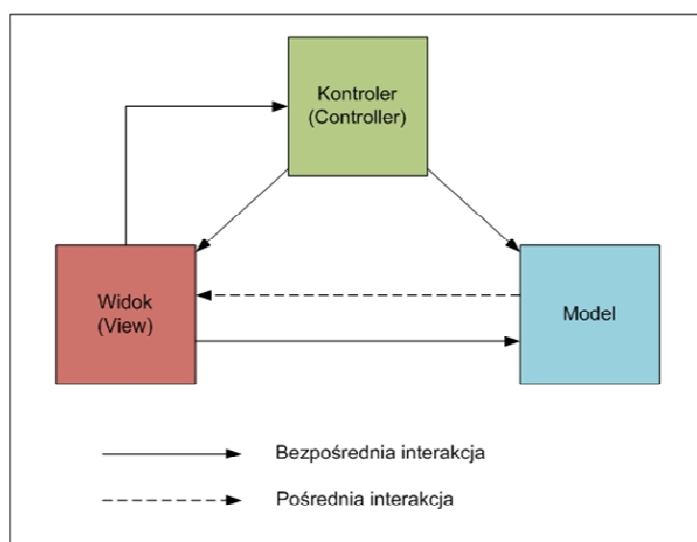 Kontroler
(Controller)
Widok
(View)
Model
Bezpośrednia interakcja
Pośrednia interakcja